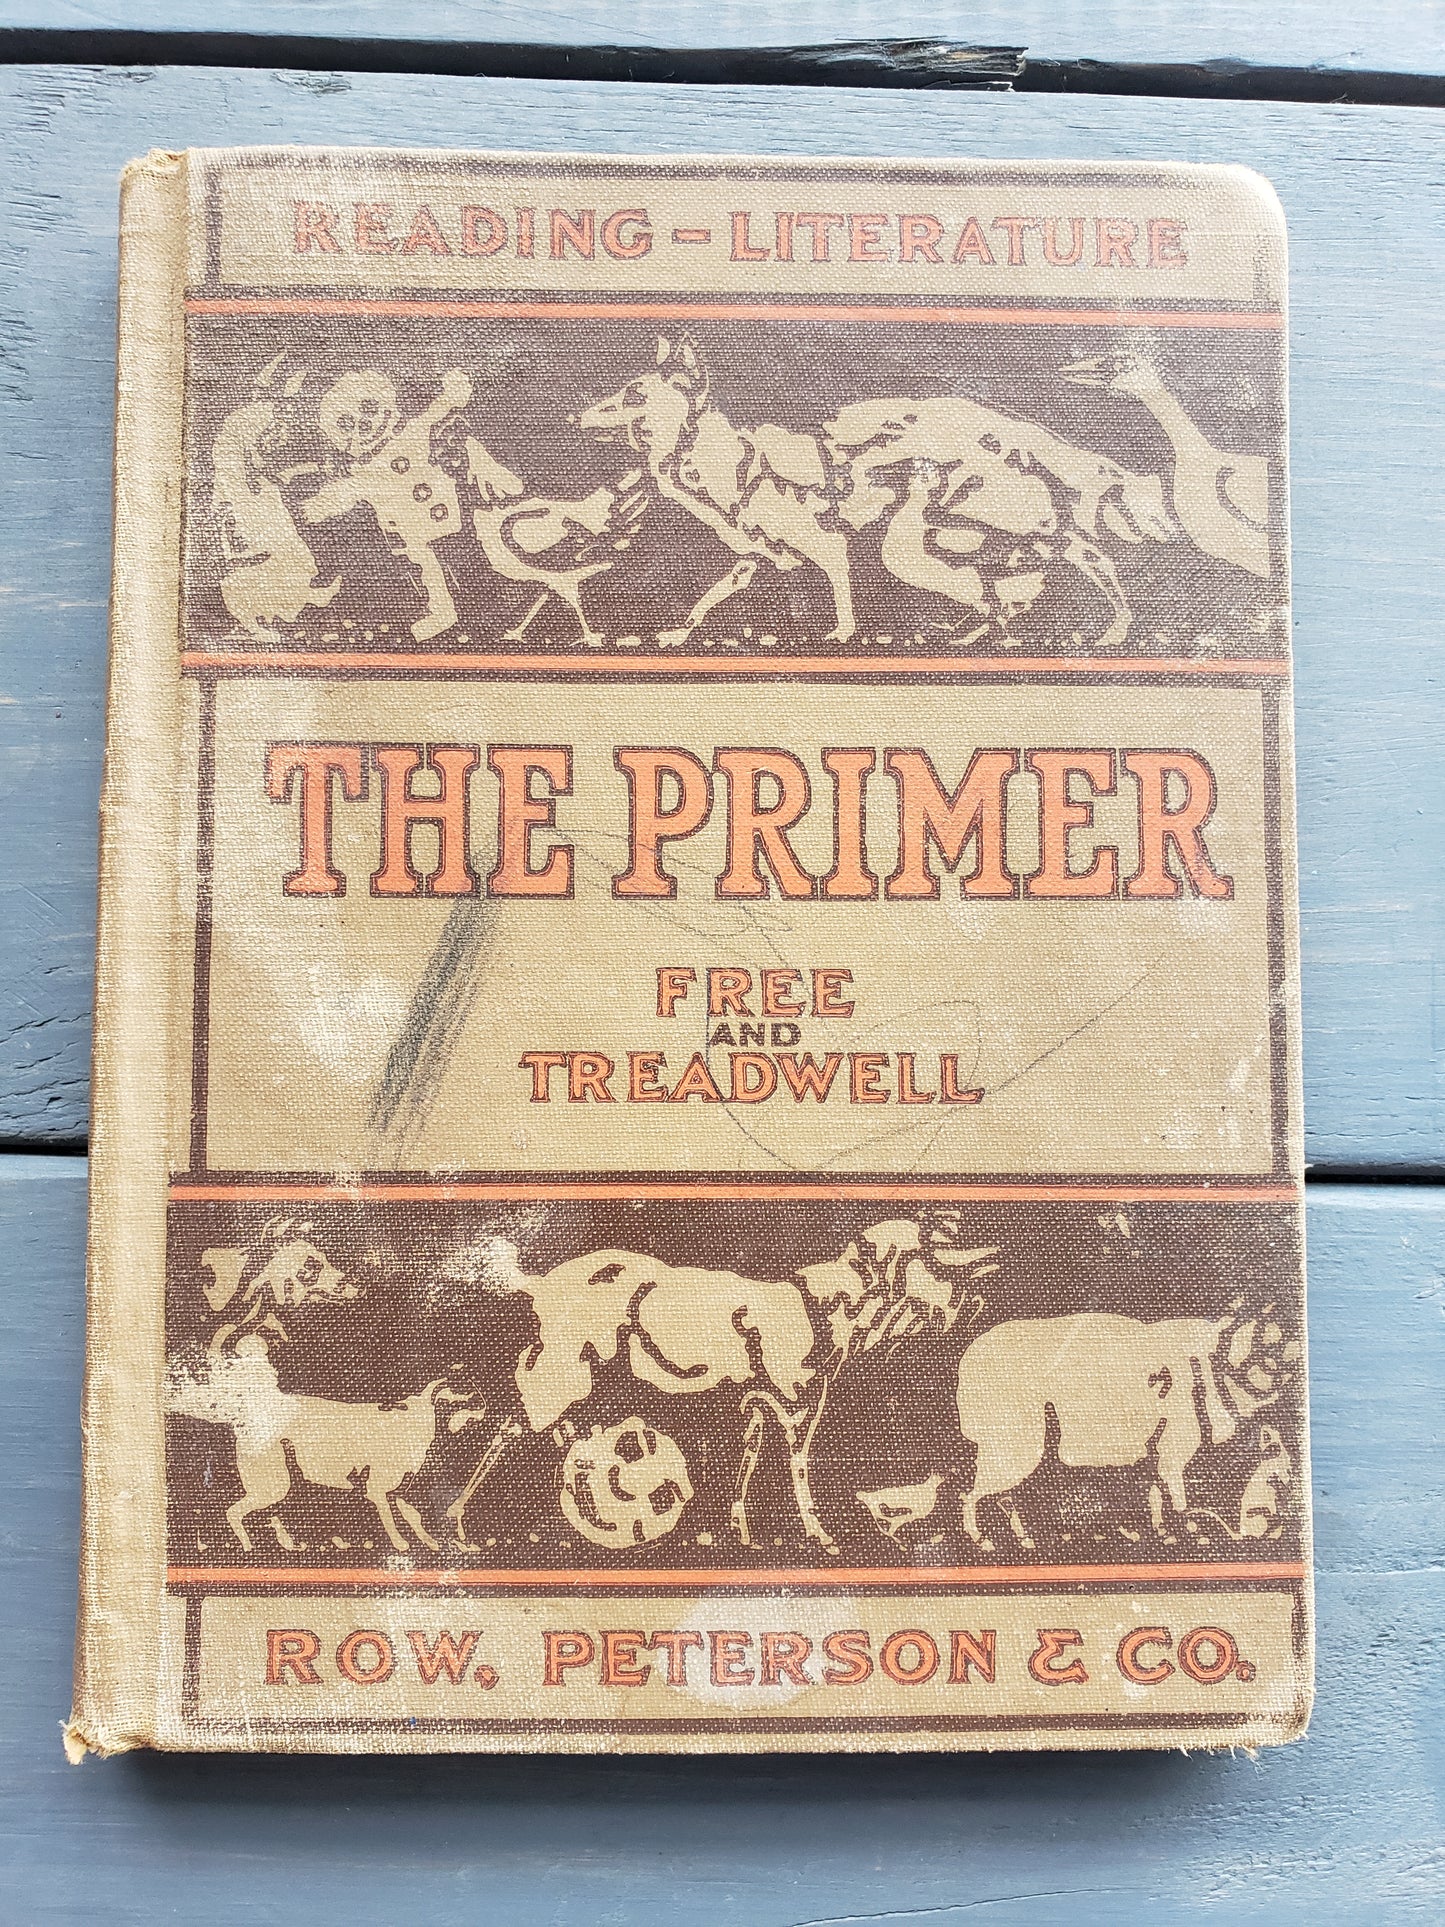 READING - LITERATURE
THE PRIMER
FREE
AND
TREADWELL
ROW, PETERSON & CO.